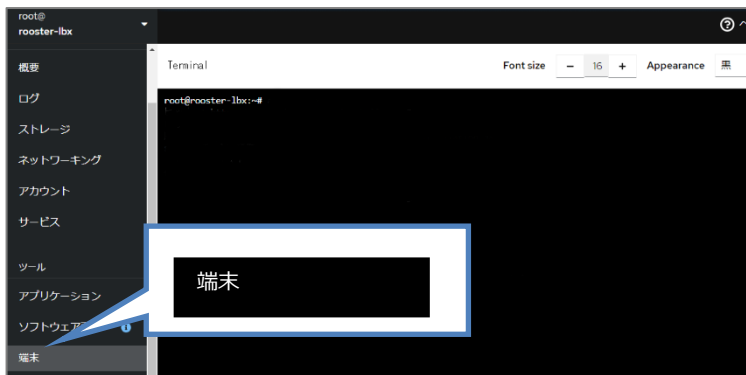 root@
rooster-lbx
概要
ログ
ストレージ
ネットワーキング
アカウント
サービス
ツール
アプリケーション
ソフトウェア
端末
Terminal
Font size － 16 + Appearance 黒
root@rooster-lbx:~#
端末